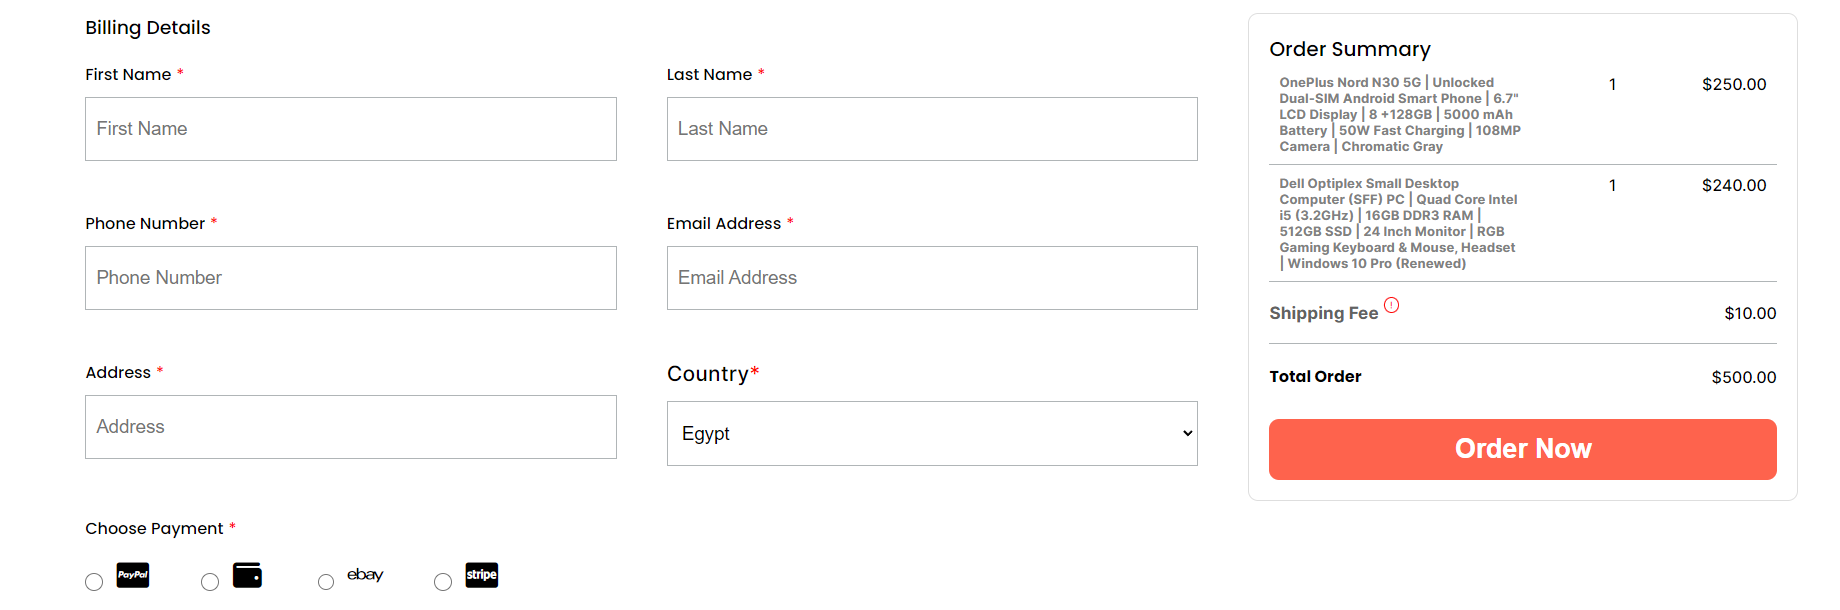 Billing Details
First Name *
Last Name *
First Name
Last Name
Phone Number *
Email Address *
Phone Number
Email Address
Address *
Country*
Address
Egypt
Choose Payment *
PayPal
ebay
stripe
Order Summary
OnePlus Nord N30 5G | Unlocked
Dual-SIM Android Smart Phone | 6.7"
LCD Display | 8 +128GB | 5000 mAh
Battery | 50W Fast Charging | 108MP
Camera | Chromatic Gray
1
$250.00
Dell Optiplex Small Desktop
Computer (SFF) PC | Quad Core Intel
i5 (3.2GHz) | 16GB DDR3 RAM |
512GB SSD | 24 Inch Monitor | RGB
Gaming Keyboard & Mouse, Headset
| Windows 10 Pro (Renewed)
1
$240.00
Shipping Fee
$10.00
Total Order
$500.00
Order Now